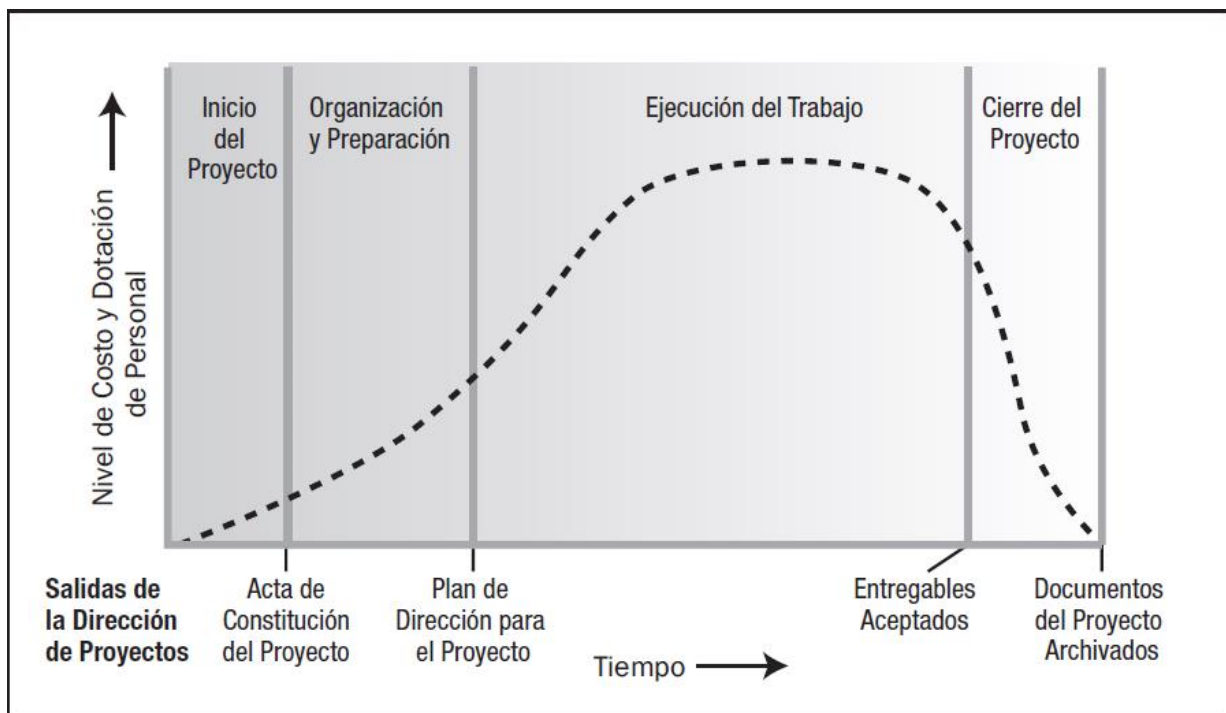 Inicio
del
Proyecto
Organización
y Preparación
Ejecución del Trabajo
Cierre del
Proyecto
Nivel de Costo y Dotación
de Personal
Salidas de
la Dirección
de Proyectos
Acta de
Constitución
del Proyecto
Plan de
Dirección para
el Proyecto
Tiempo
Entregables
Aceptados
Documentos
del Proyecto
Archivados